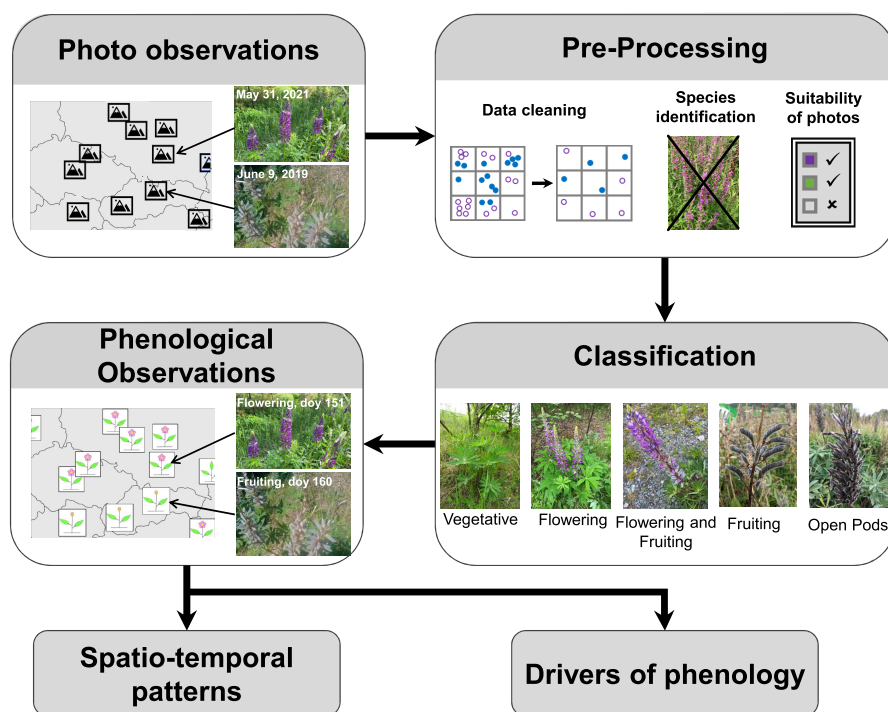 Photo observations
May 31, 2021
June 9, 2019
Pre-Processing
Data cleaning
Species
identification
Suitability
of photos
Classification
Vegetative
Flowering
Flowering and
Fruiting
Fruiting
Open Pods
Phenological
Observations
Flowering, doy 151
Fruiting, doy 160
Spatio-temporal
patterns
Drivers of phenology